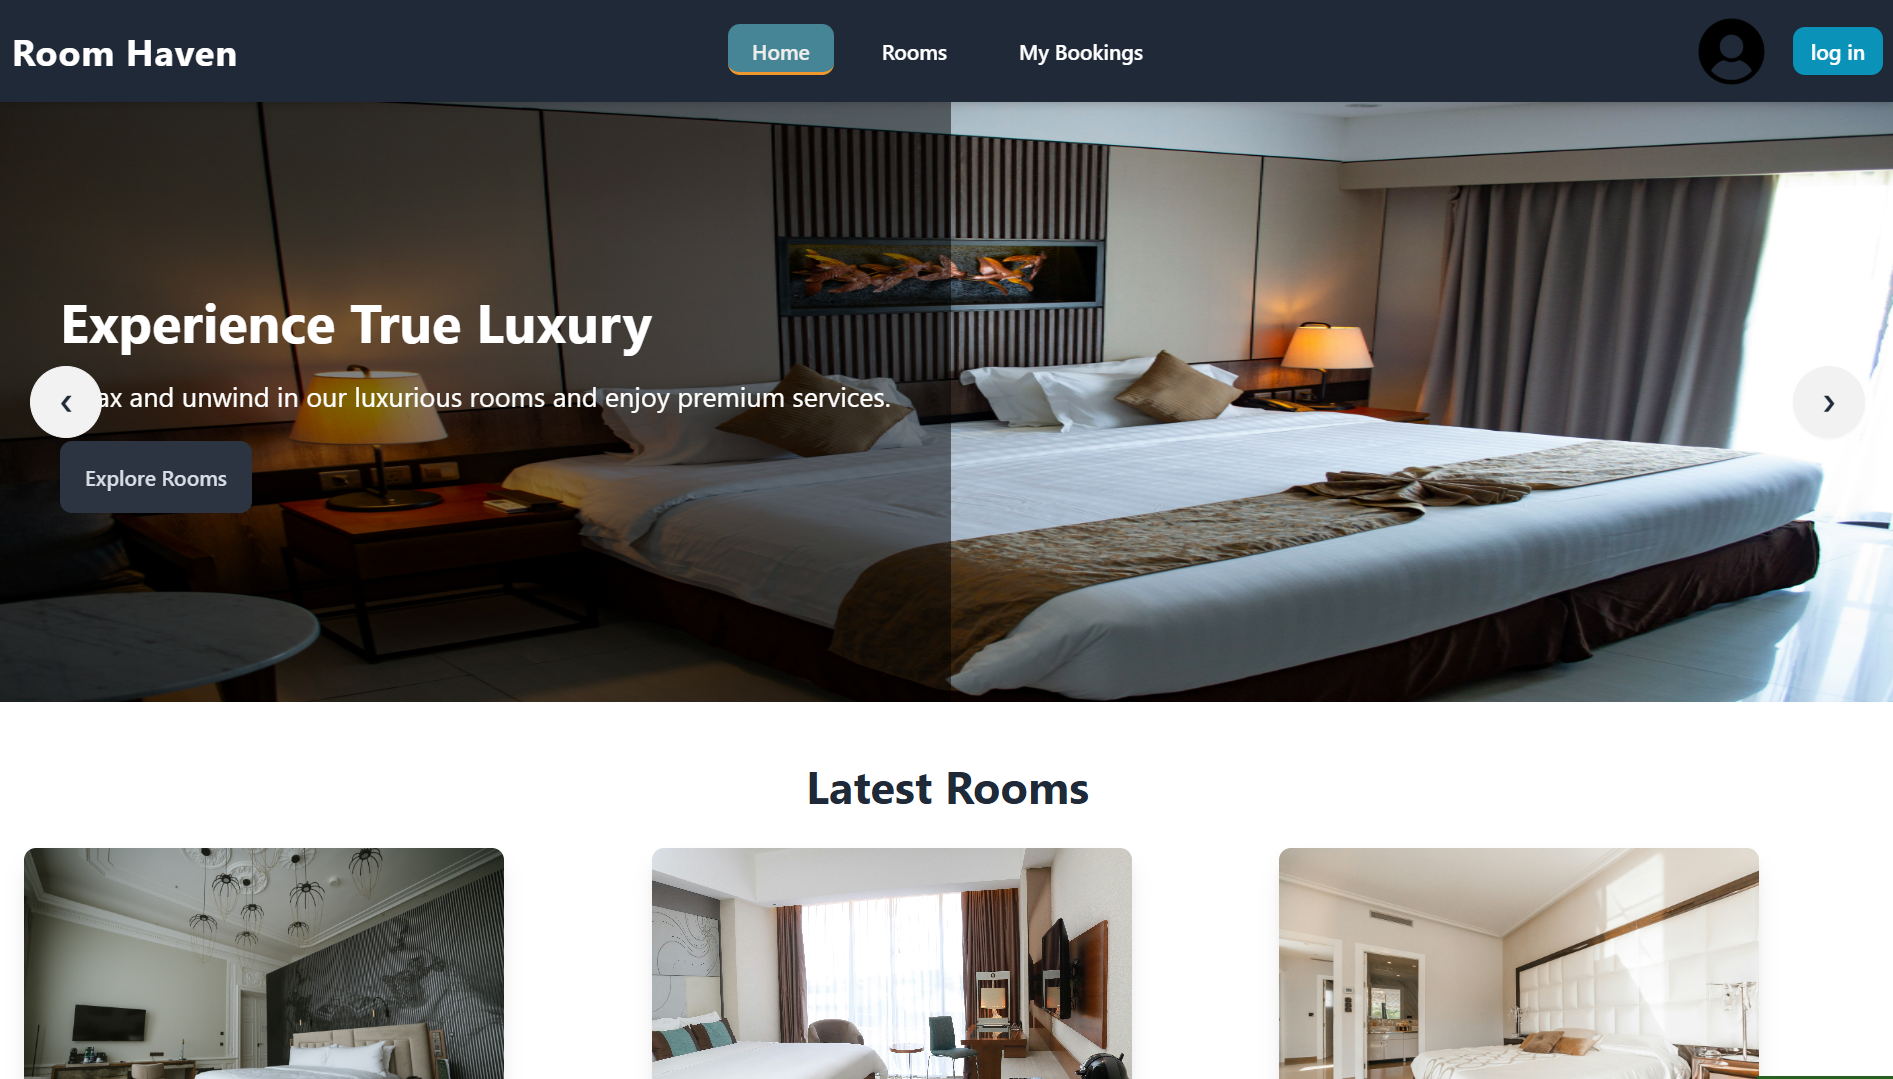 Room Haven
Home
Rooms
My Bookings
log in
Experience True Luxury
and unwind in our luxurious rooms and enjoy premium services.
Explore Rooms
Latest Rooms